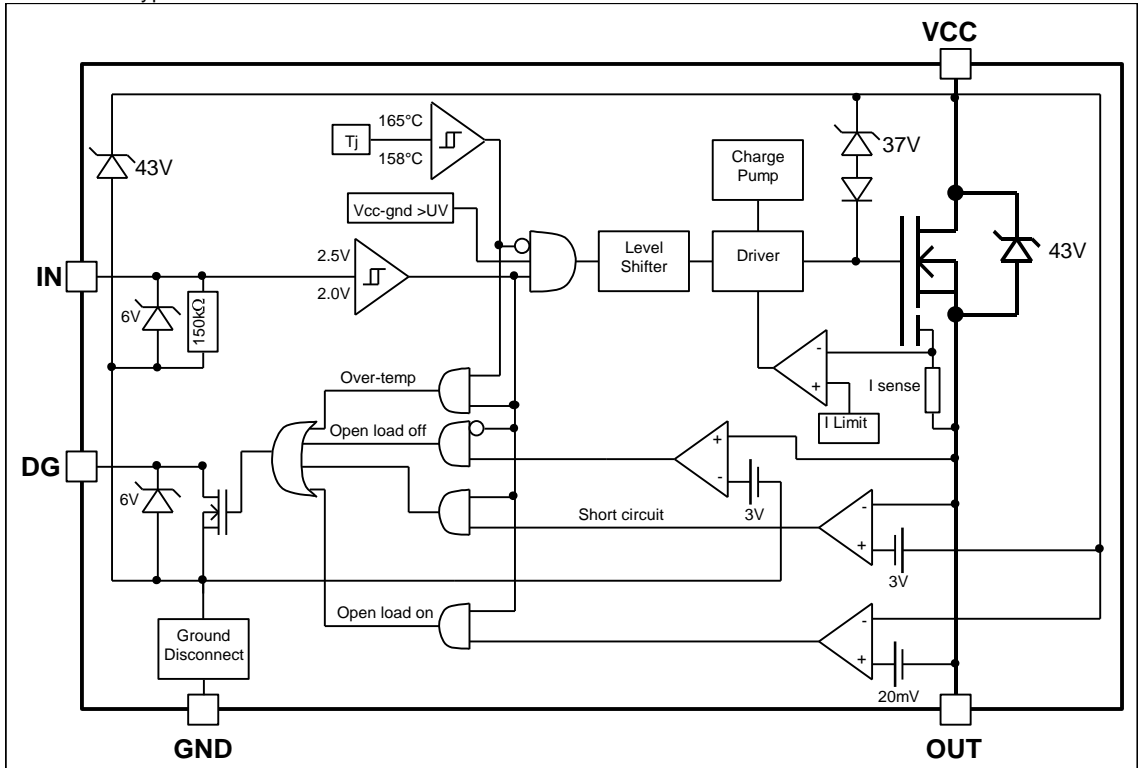 VCC
43V
Tj
165°C
158°C
Charge
Pump
37V
Vcc-gnd >UV
Level
Shifter
Driver
43V
IN
2.5V
2.0V
6V
150kΩ
-
+
I sense
I Limit
Over-temp
Open load off
DG
6V
+
-
3V
Short circuit
-
+
3V
Open load on
Ground
Disconnect
-
+
20mV
GND
OUT